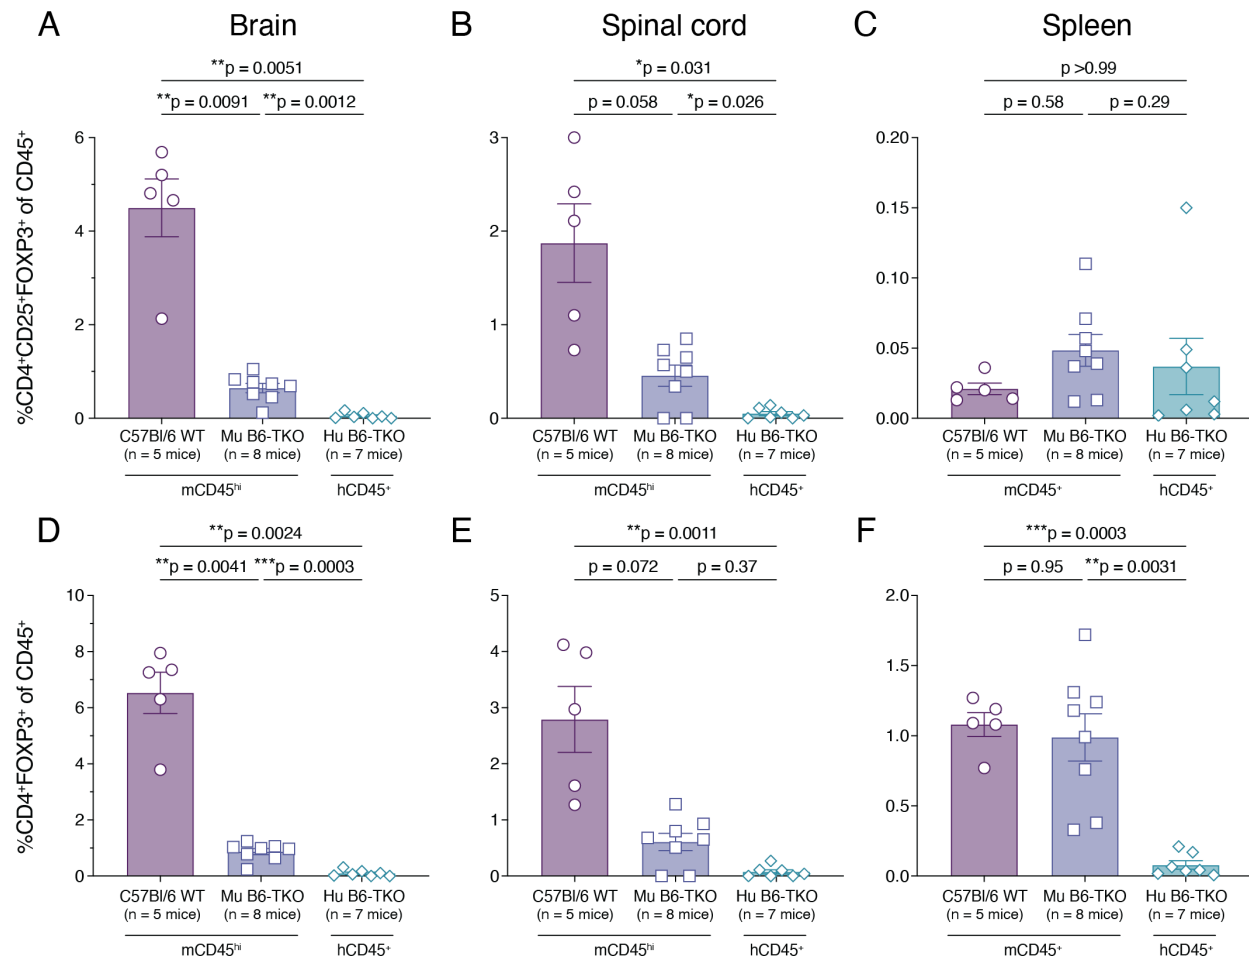 A Brain
**p = 0.0051
**p = 0.0091 **p = 0.0012
%CD4⁺CD25⁺FOXP3⁺ of CD45⁺
6
4
2
0
C57Bl/6 WT Mu B6-TKO Hu B6-TKO
(n = 5 mice) (n = 8 mice) (n = 7 mice)
mCD45ʰⁱ hCD45⁺
B Spinal cord
*p = 0.031
p = 0.058 *p = 0.026
3
2
1
0
C57Bl/6 WT Mu B6-TKO Hu B6-TKO
(n = 5 mice) (n = 8 mice) (n = 7 mice)
mCD45ʰⁱ hCD45⁺
C Spleen
p >0.99
p = 0.58 p = 0.29
0.20
0.15
0.10
0.05
0.00
C57Bl/6 WT Mu B6-TKO Hu B6-TKO
(n = 5 mice) (n = 8 mice) (n = 7 mice)
mCD45⁺ hCD45⁺
D
**p = 0.0024
**p = 0.0041 ***p = 0.0003
%CD4⁺FOXP3⁺ of CD45⁺
10
8
6
4
2
0
C57Bl/6 WT Mu B6-TKO Hu B6-TKO
(n = 5 mice) (n = 8 mice) (n = 7 mice)
mCD45ʰⁱ hCD45⁺
E
**p = 0.0011
p = 0.072 p = 0.37
5
4
3
2
1
0
C57Bl/6 WT Mu B6-TKO Hu B6-TKO
(n = 5 mice) (n = 8 mice) (n = 7 mice)
mCD45ʰⁱ hCD45⁺
F
***p = 0.0003
p = 0.95 **p = 0.0031
2.0
1.5
1.0
0.5
0.0
C57Bl/6 WT Mu B6-TKO Hu B6-TKO
(n = 5 mice) (n = 8 mice) (n = 7 mice)
mCD45⁺ hCD45⁺